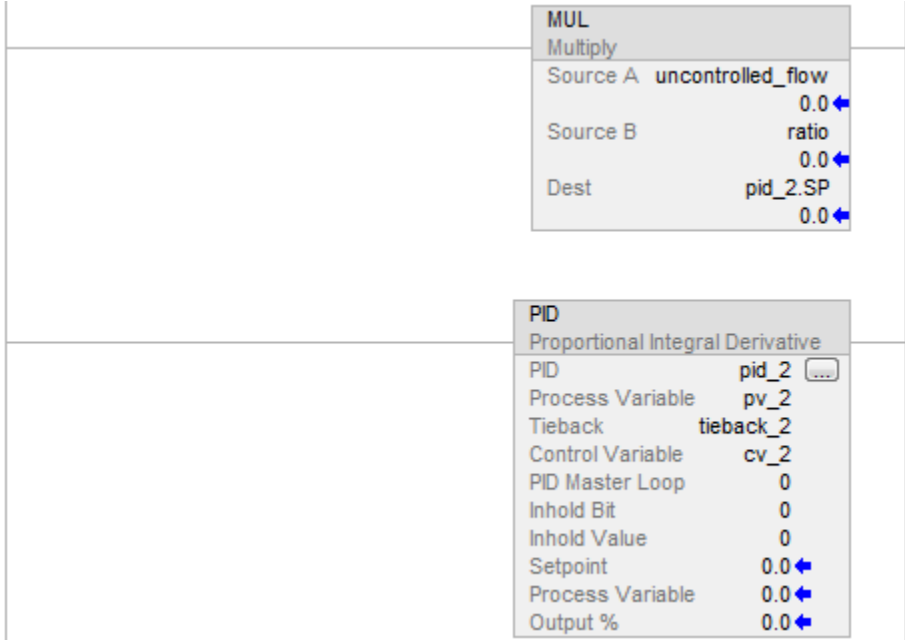 MUL
Multiply
Source A uncontrolled_flow
0.0
Source B ratio
0.0
Dest pid_2.SP
0.0
PID
Proportional Integral Derivative
PID pid_2 ...
Process Variable pv_2
Tieback tieback_2
Control Variable cv_2
PID Master Loop 0
Inhold Bit 0
Inhold Value 0
Setpoint 0.0
Process Variable 0.0
Output % 0.0